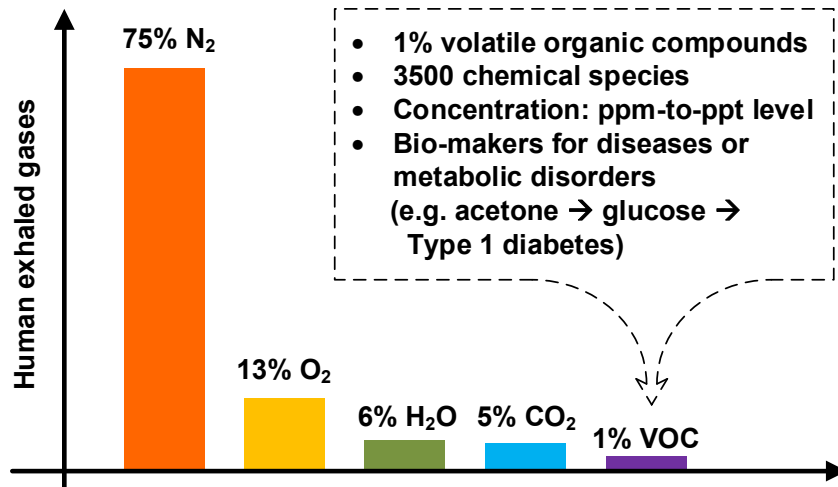 75% N₂
• 1% volatile organic compounds
• 3500 chemical species
• Concentration: ppm-to-ppt level
• Bio-makers for diseases or
metabolic disorders
(e.g. acetone → glucose →
Type 1 diabetes)
Human exhaled gases
13% O₂
6% H₂O
5% CO₂
1% VOC